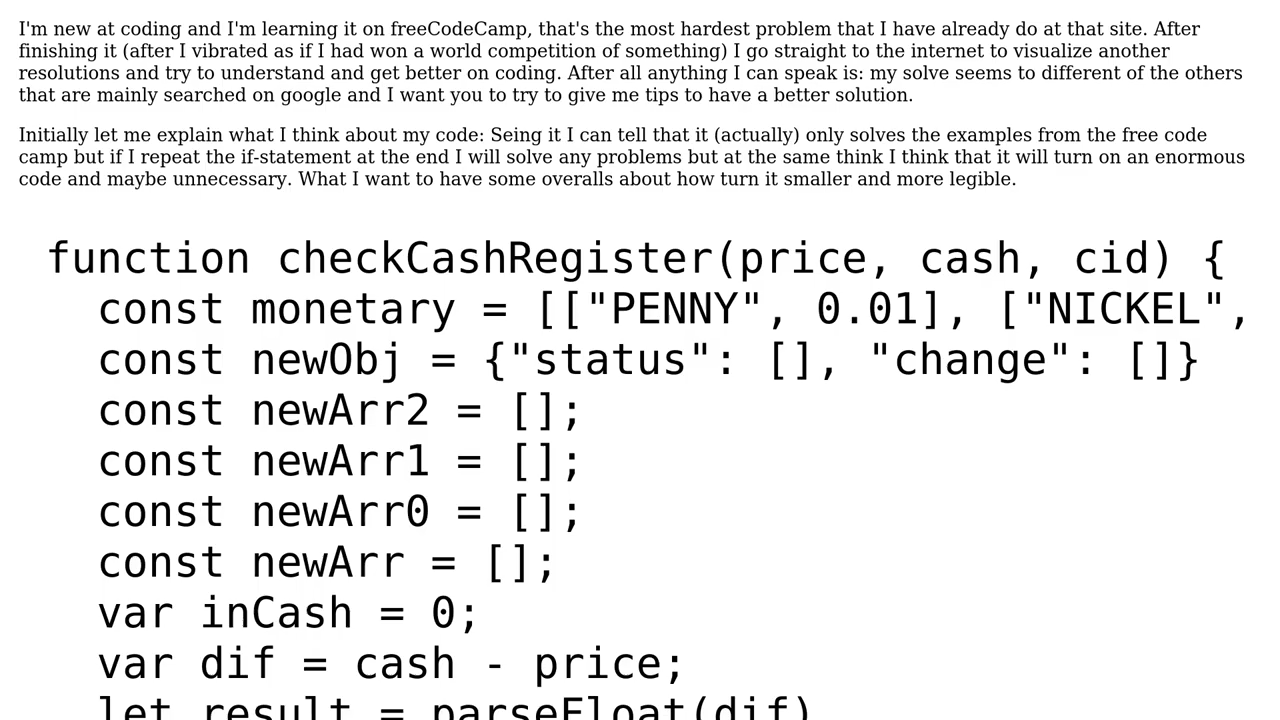 I'm new at coding and I'm learning it on freeCodeCamp, that's the most hardest problem that I have already do at that site. After
finishing it (after I vibrated as if I had won a world competition of something) I go straight to the internet to visualize another
resolutions and try to understand and get better on coding. After all anything I can speak is: my solve seems to different of the others
that are mainly searched on google and I want you to try to give me tips to have a better solution.
Initially let me explain what I think about my code: Seing it I can tell that it (actually) only solves the examples from the free code
camp but if I repeat the if-statement at the end I will solve any problems but at the same think I think that it will turn on an enormous
code and maybe unnecessary. What I want to have some overalls about how turn it smaller and more legible.
function checkCashRegister(price, cash, cid) {
const monetary = [["PENNY", 0.01], ["NICKEL",
const newObj = {"status": [], "change": []}
const newArr2 = [];
const newArr1 = [];
const newArr0 = [];
const newArr = [];
var inCash = 0;
var dif = cash - price;
let result = parseFloat(dif)